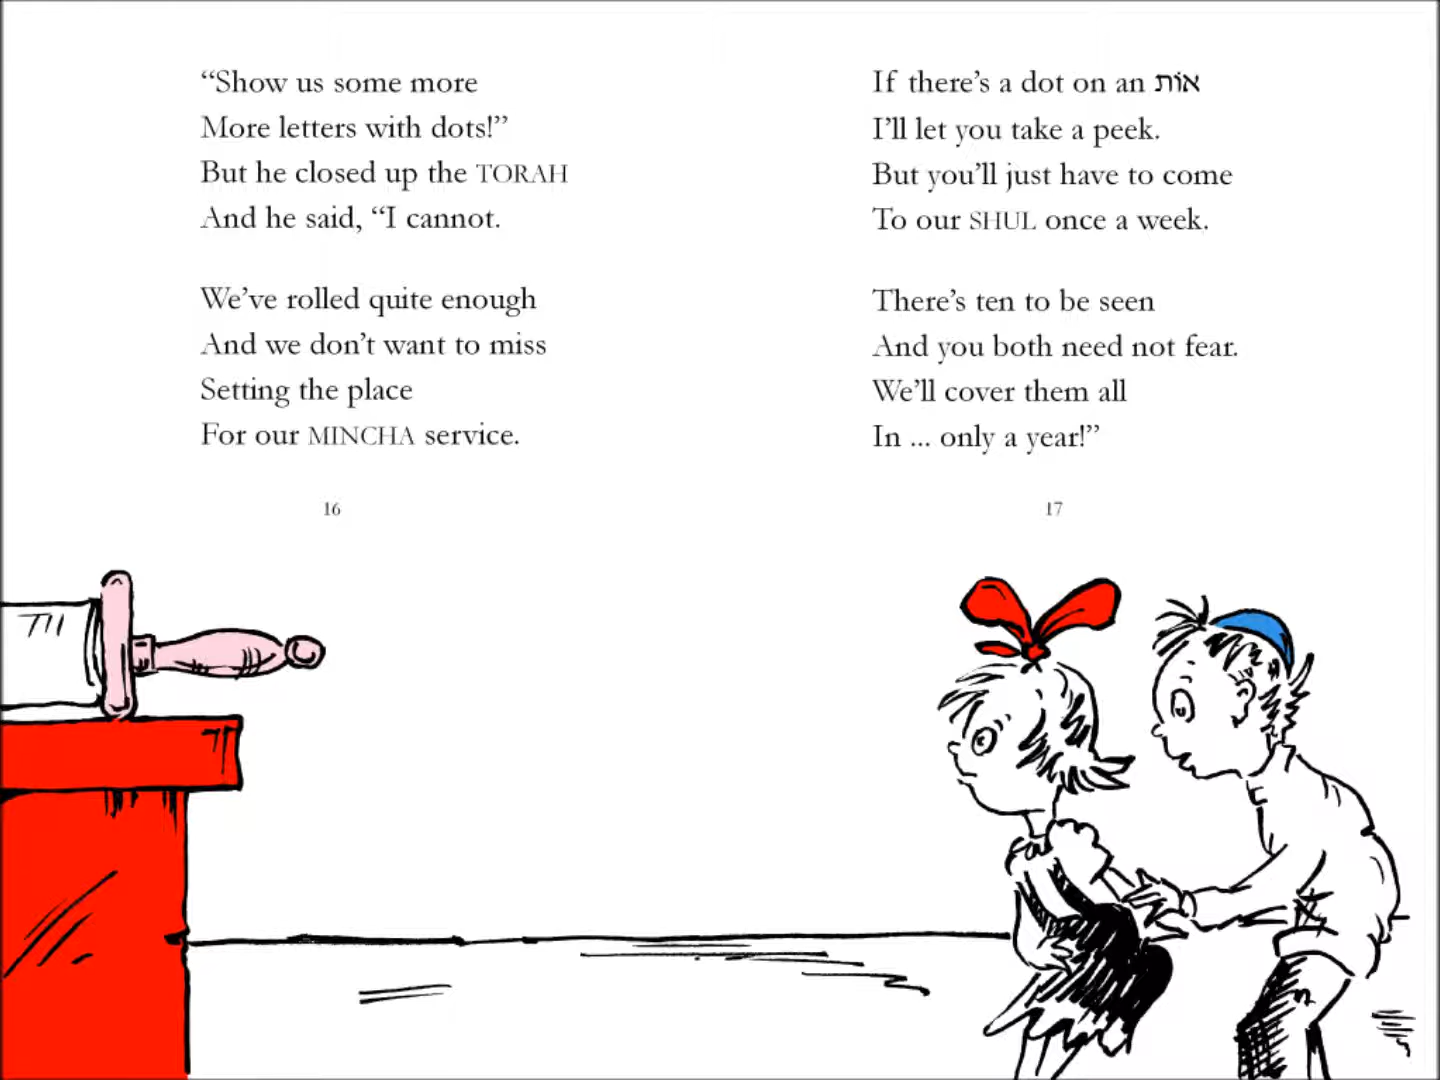 “Show us some more
More letters with dots!”
But he closed up the TORAH
And he said, “I cannot.
We’ve rolled quite enough
And we don’t want to miss
Setting the place
For our MINCHA service.
16
If there’s a dot on an אוֹת
I’ll let you take a peek.
But you’ll just have to come
To our SHUL once a week.
There’s ten to be seen
And you both need not fear.
We’ll cover them all
In ... only a year!”
17